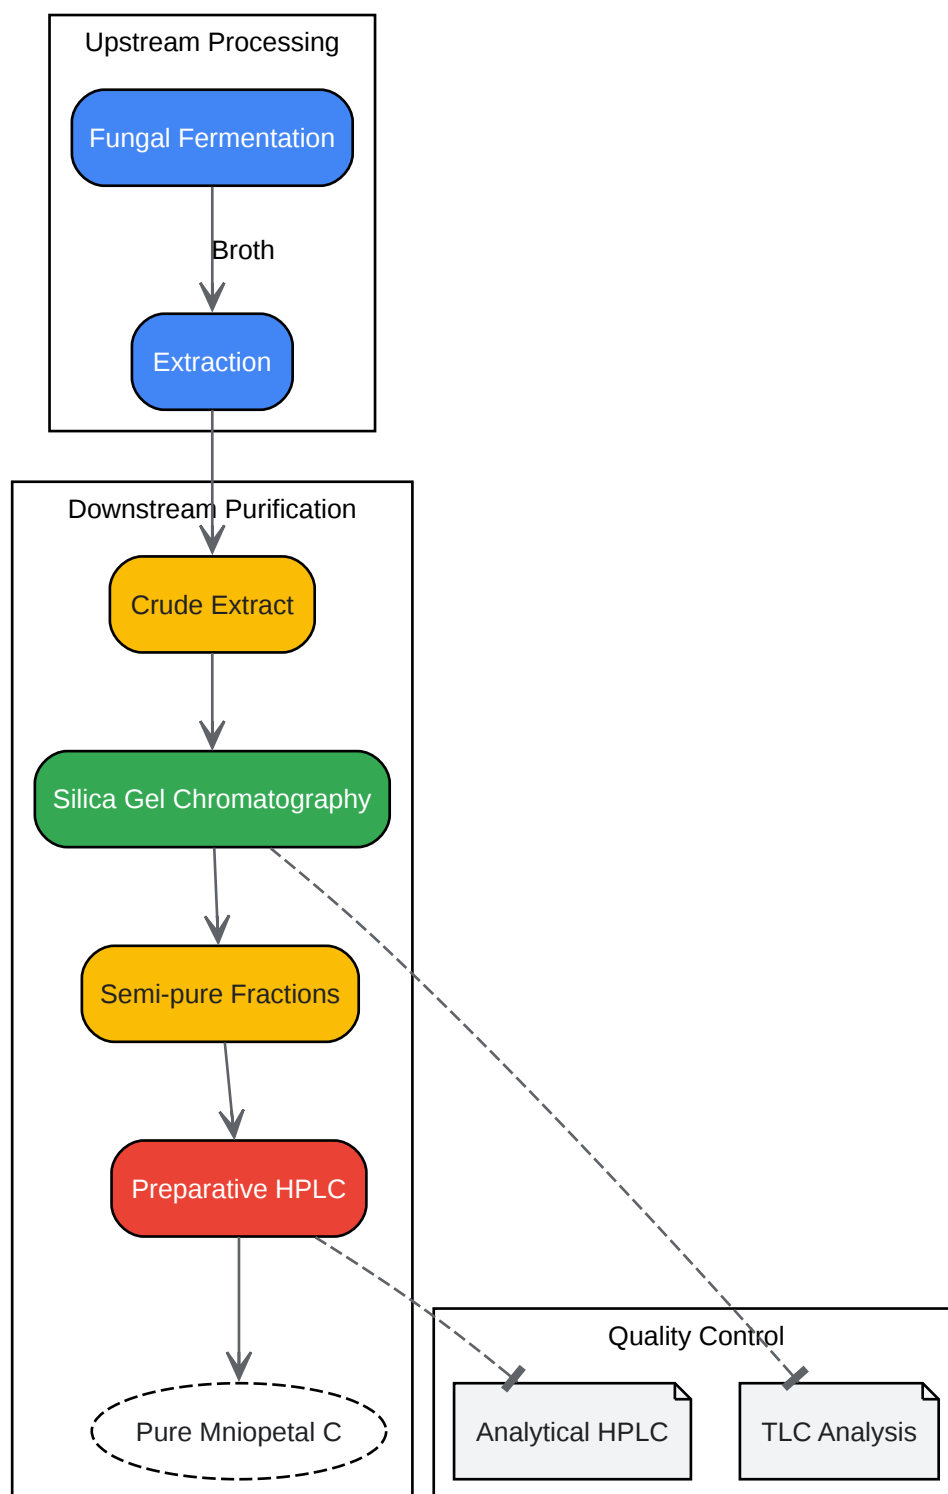 Upstream Processing
Fungal Fermentation
Broth
Extraction
Downstream Purification
Crude Extract
Silica Gel Chromatography
Semi-pure Fractions
Preparative HPLC
Quality Control
Pure Mniopetal C
Analytical HPLC
TLC Analysis